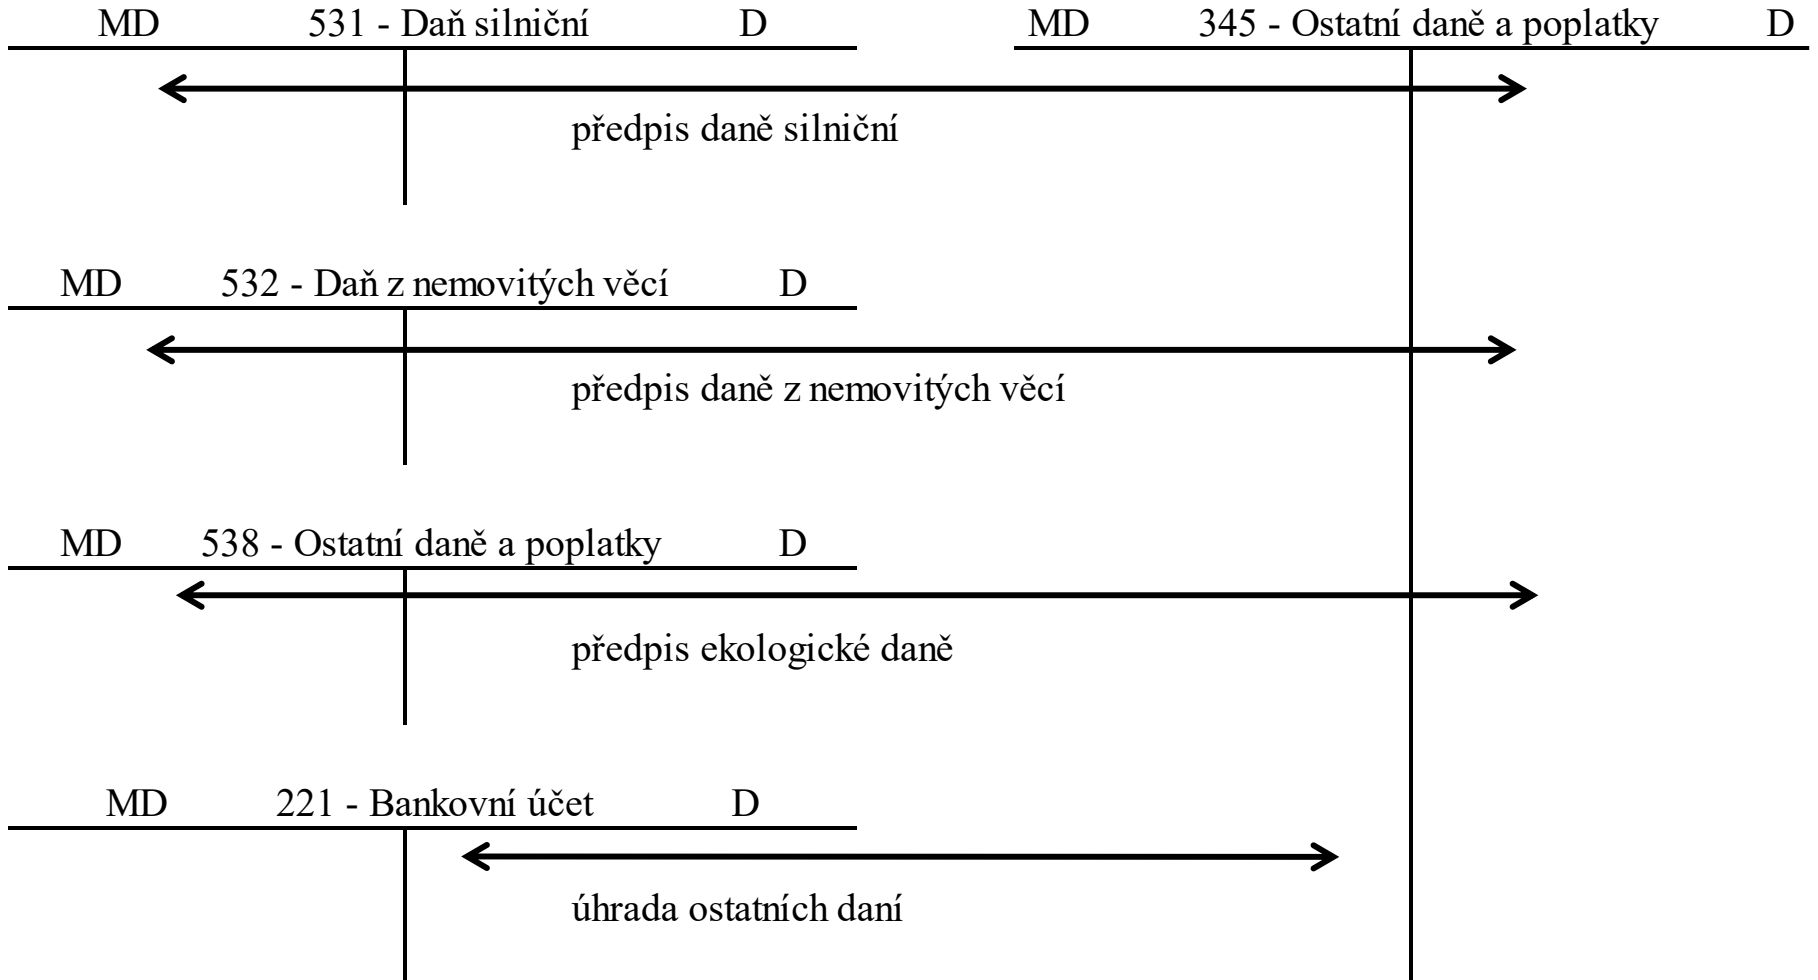 MD 531 - Daň silniční D MD 345 - Ostatní daně a poplatky D
předpis daně silniční
MD 532 - Daň z nemovitých věcí D
předpis daně z nemovitých věcí
MD 538 - Ostatní daně a poplatky D
předpis ekologické daně
MD 221 - Bankovní účet D
úhrada ostatních daní